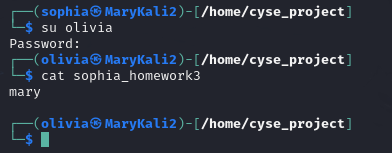 ┌──(sophia㉿MaryKali2)-[/home/cyse_project]
└─$ su olivia
Password:
┌──(olivia㉿MaryKali2)-[/home/cyse_project]
└─$ cat sophia_homework3
mary
┌──(olivia㉿MaryKali2)-[/home/cyse_project]
└─$